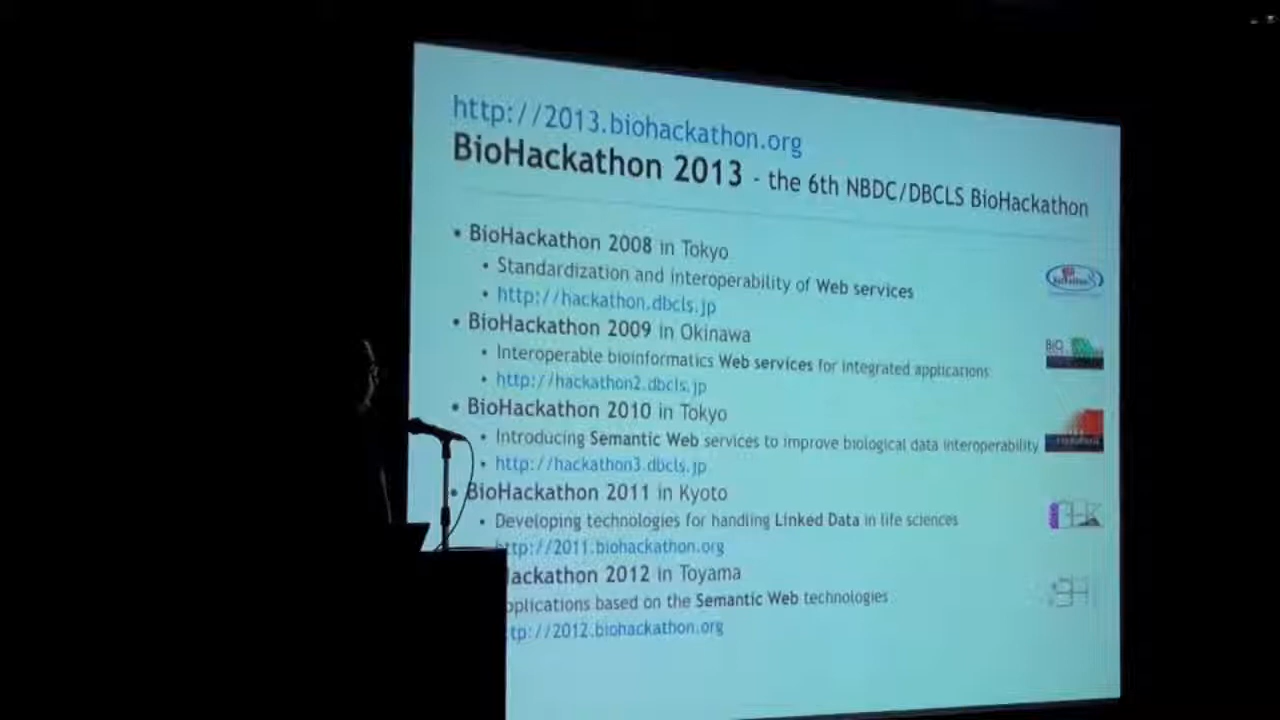 http://2013.biohackathon.org
BioHackathon 2013 - the 6th NBDC/DBCLS BioHackathon
• BioHackathon 2008 in Tokyo
• Standardization and interoperability of Web services
• http://hackathon.dbcls.jp
• BioHackathon 2009 in Okinawa
• Interoperable bioinformatics Web services for integrated applications
• http://hackathon2.dbcls.jp
• BioHackathon 2010 in Tokyo
• Introducing Semantic Web services to improve biological data interoperability
• http://hackathon3.dbcls.jp
• BioHackathon 2011 in Kyoto
• Developing technologies for handling Linked Data in life sciences
ttp://2011.biohackathon.org
ackathon 2012 in Toyama
pplications based on the Semantic Web technologies
tp://2012.biohackathon.org